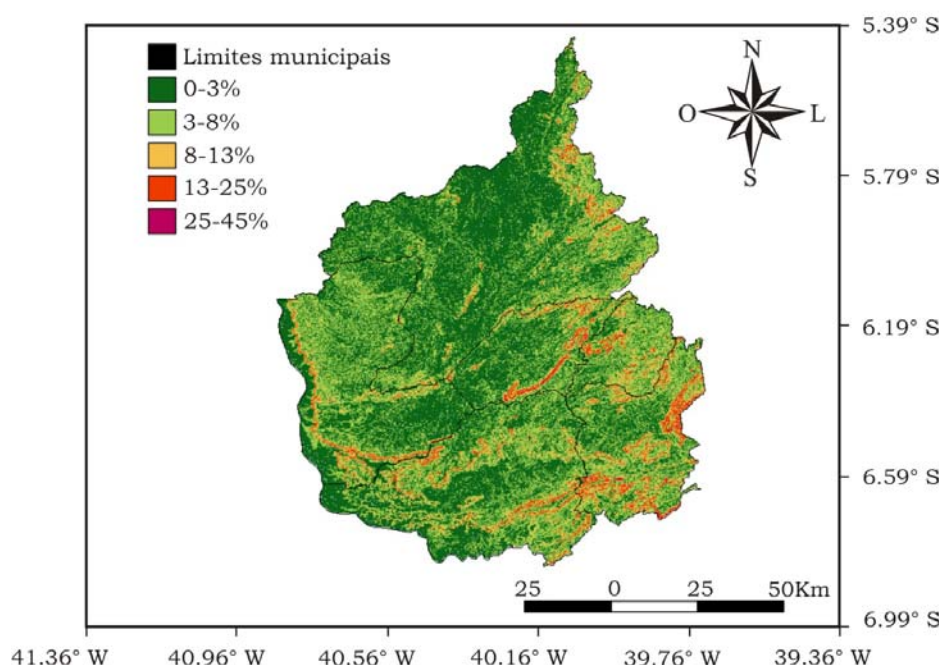 Limites municipais
0-3%
3-8%
8-13%
13-25%
25-45%
N
O L
S
5.39° S
5.79° S
6.19° S
6.59° S
6.99° S
25 0 25 50Km
41.36° W 40.96° W 40.56° W 40.16° W 39.76° W 39.36° W